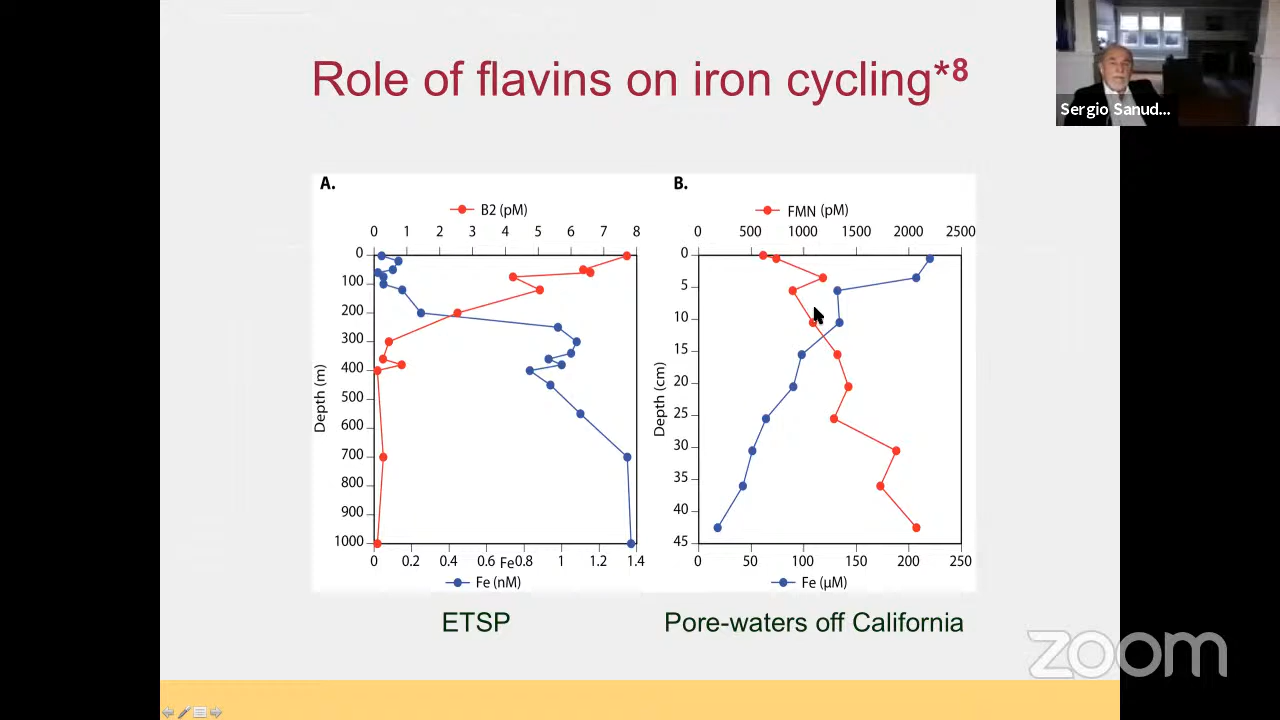 Role of flavins on iron cycling*8
Sergio Sanud...
A.
B2 (pM)
0 1 2 3 4 5 6 7 8
0
100
200
300
400
500
600
700
800
900
1000
Depth (m)
0 0.2 0.4 0.6 Fe 0.8 1 1.2 1.4
Fe (nM)
ETSP
B.
FMN (pM)
0 500 1000 1500 2000 2500
0
5
10
15
20
25
30
35
40
45
Depth (cm)
0 50 100 150 200 250
Fe (µM)
Pore-waters off California
zoom